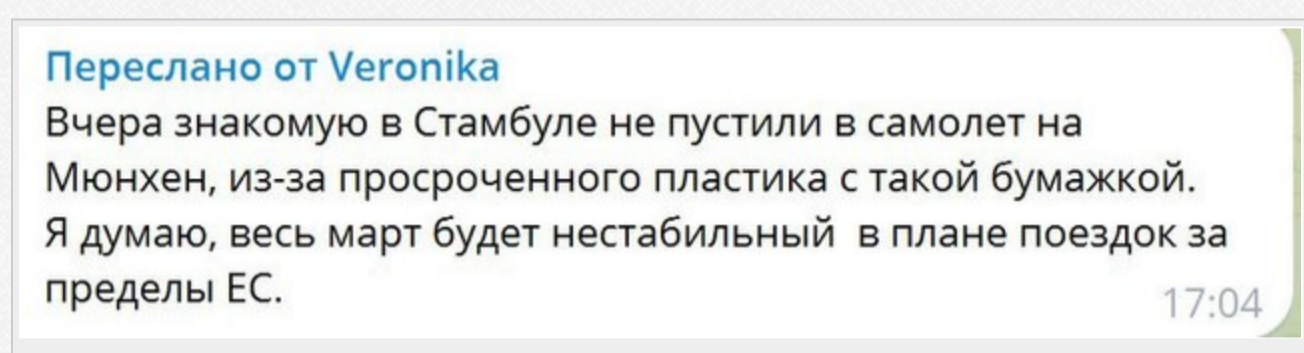 Переслано от Veronika
Вчера знакомую в Стамбуле не пустили в самолет на
Мюнхен, из-за просроченного пластика с такой бумажкой.
Я думаю, весь март будет нестабильный  в плане поездок за
пределы ЕС.
17:04